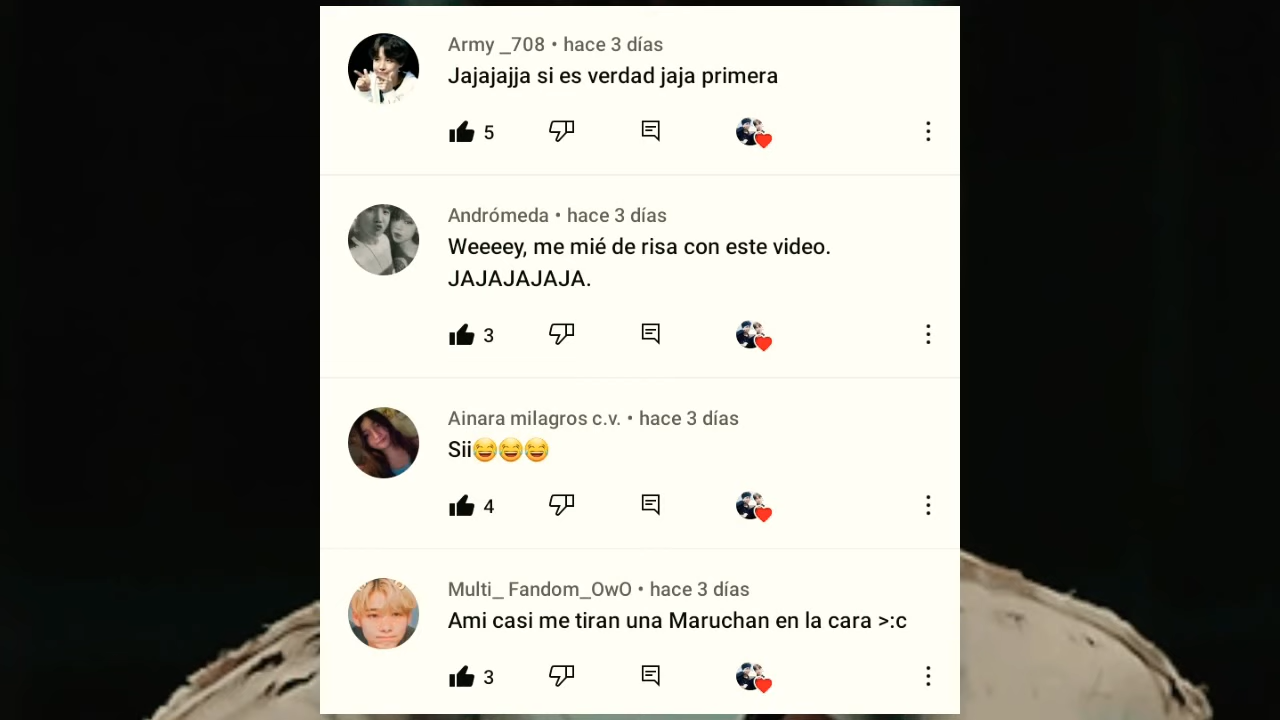 Army _708 • hace 3 días
Jajajajja si es verdad jaja primera
5
Andrómeda • hace 3 días
Weeeey, me mié de risa con este video.
JAJAJAJAJA.
3
Ainara milagros c.v. • hace 3 días
Sii😆😆😆
4
Multi_ Fandom_OwO • hace 3 días
Ami casi me tiran una Maruchan en la cara >:c
3